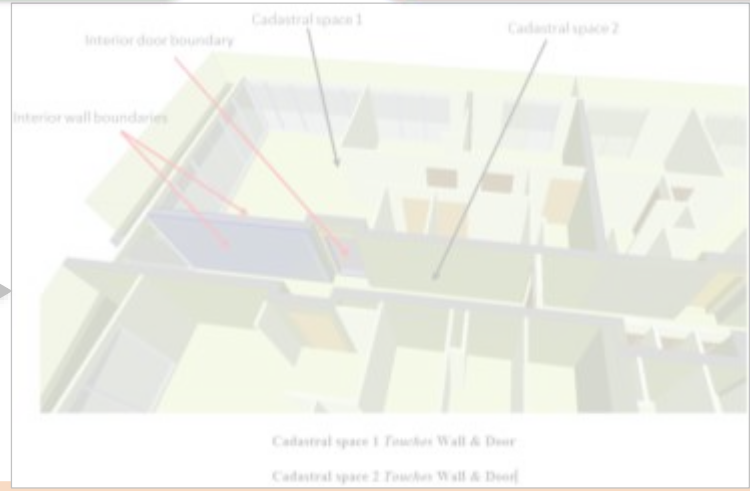 Cadastral space 1
Cadastral space 2
Interior door boundary
Interior wall boundaries
Cadastral space 1 Touches Wall & Door
Cadastral space 2 Touches Wall & Door